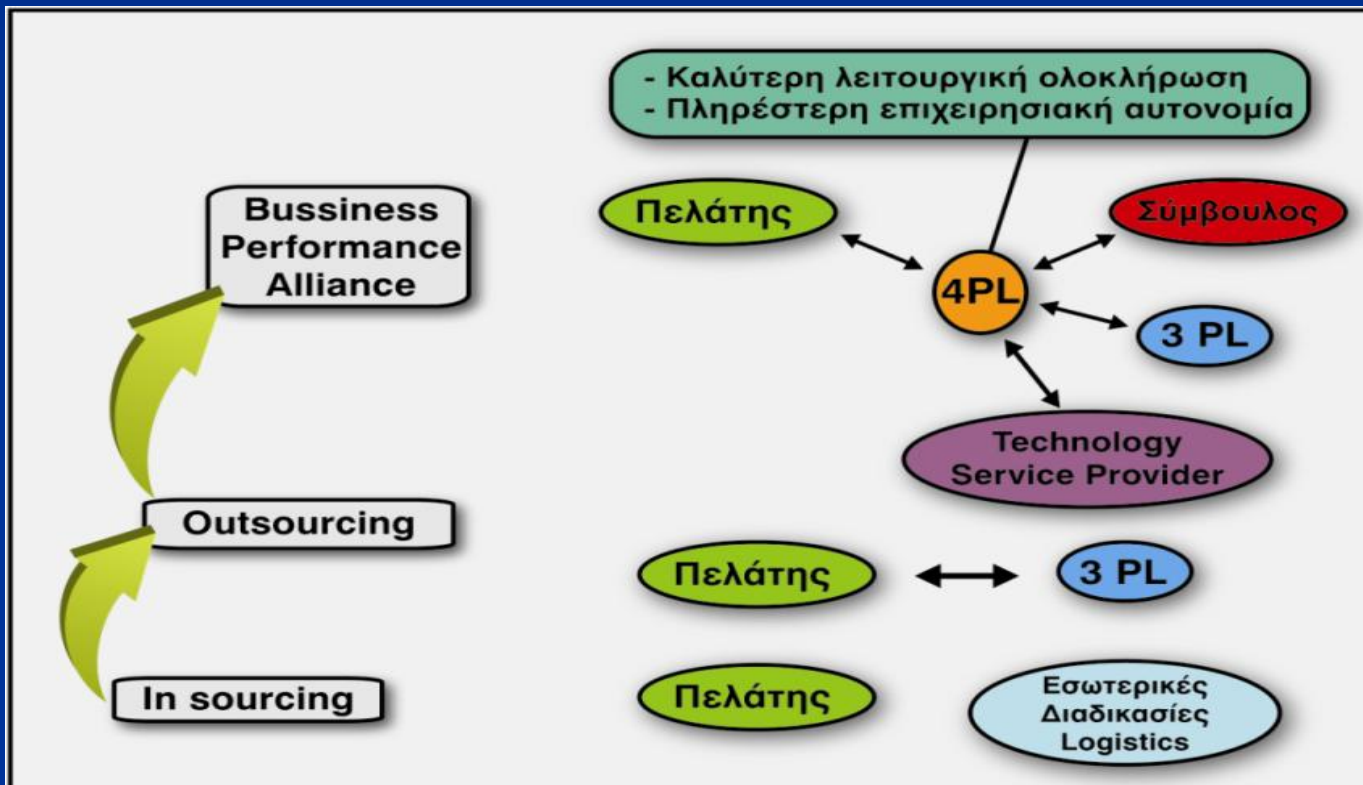 - Καλύτερη λειτουργική ολοκλήρωση
- Πληρέστερη επιχειρησιακή αυτονομία
Bussiness
Performance
Alliance
Πελάτης
Σύμβουλος
4PL
3 PL
Technology
Service Provider
Outsourcing
Πελάτης
3 PL
In sourcing
Πελάτης
Εσωτερικές
Διαδικασίες
Logistics